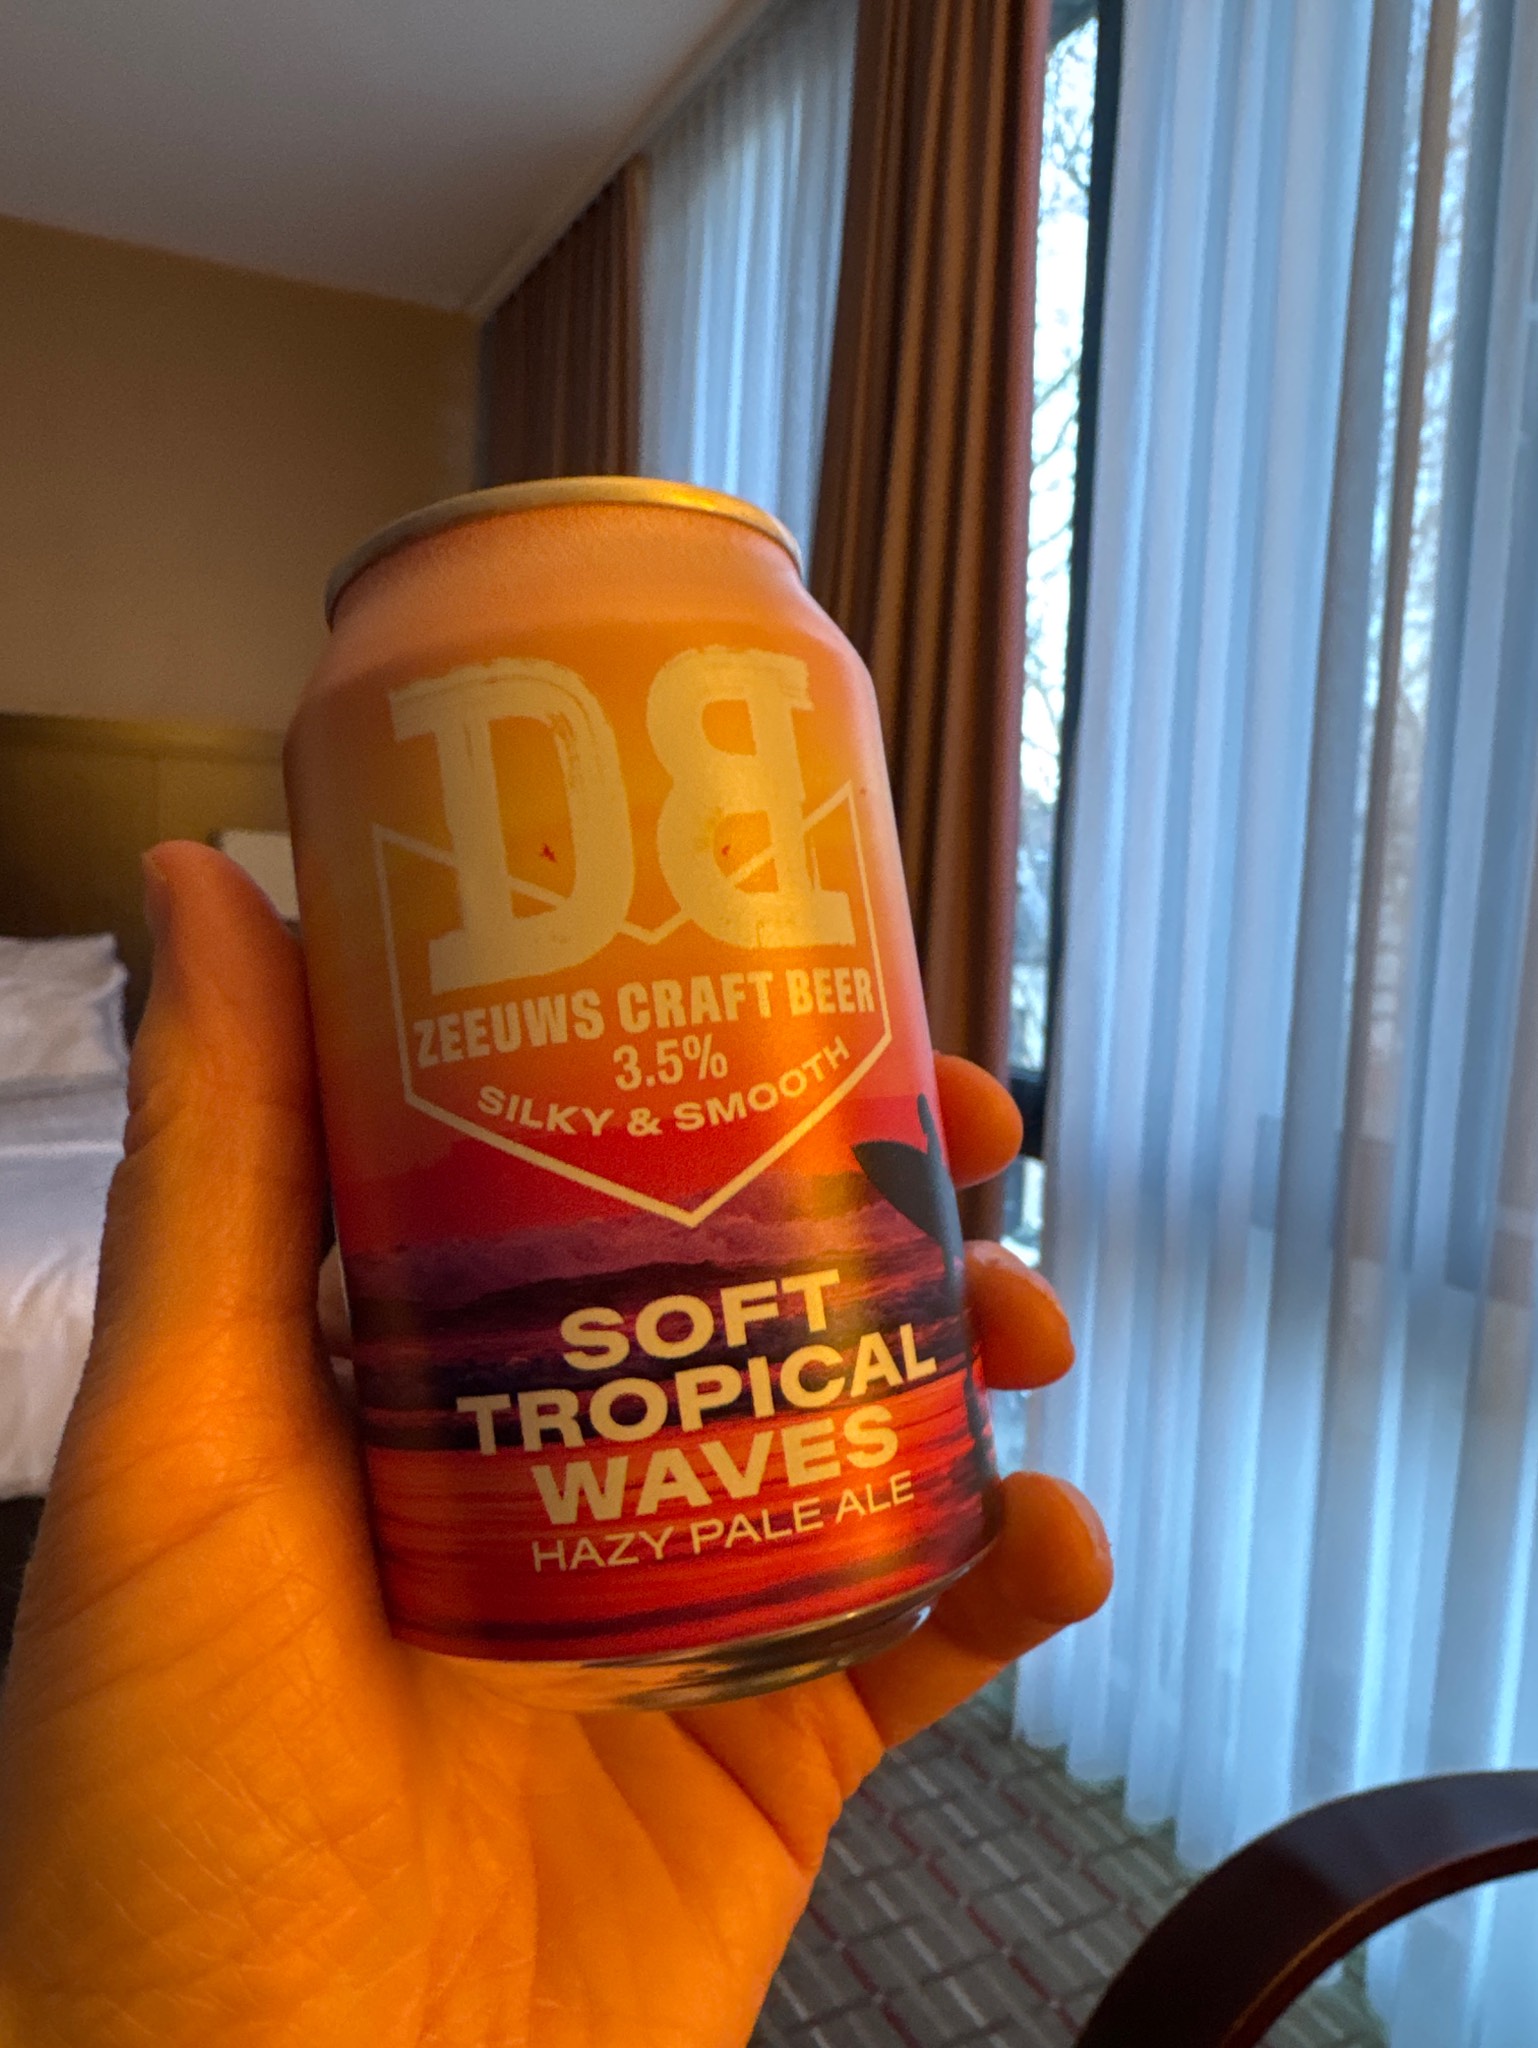 DB
ZEEUWS CRAFT BEER
3.5%
SILKY & SMOOTH
SOFT
TROPICAL
WAVES
HAZY PALE ALE